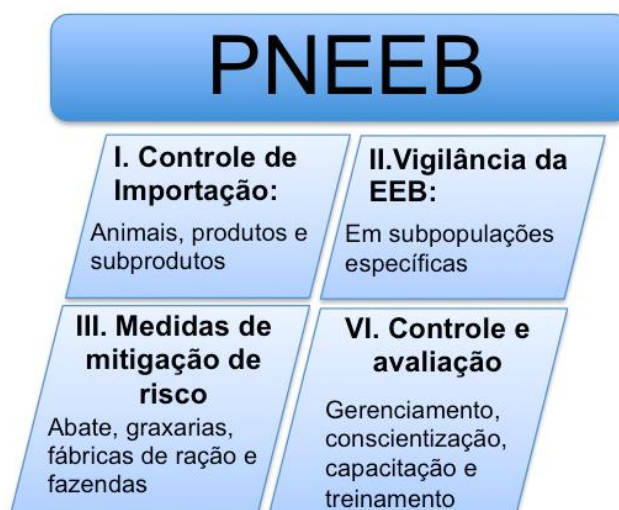 PNEEB
I. Controle de
Importação:
Animais, produtos e
subprodutos
II.Vigilância da
EEB:
Em subpopulações
específicas
III. Medidas de
mitigação de
risco
Abate, graxarias,
fábricas de ração e
fazendas
VI. Controle e
avaliação
Gerenciamento,
conscientização,
capacitação e
treinamento